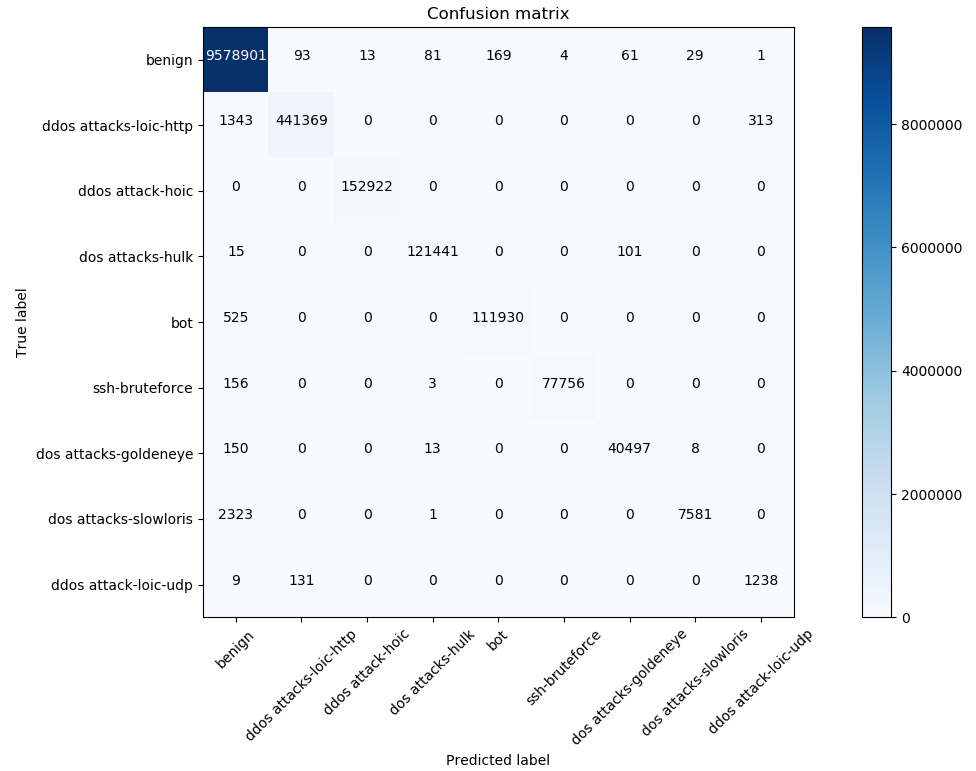 Confusion matrix
True label
benign 9578901 93 13 81 169 4 61 29 1
ddos attacks-loic-http 1343 441369 0 0 0 0 0 0 313
ddos attack-hoic 0 0 152922 0 0 0 0 0 0
dos attacks-hulk 15 0 0 121441 0 0 101 0 0
bot 525 0 0 0 111930 0 0 0 0
ssh-bruteforce 156 0 0 3 0 77756 0 0 0
dos attacks-goldeneye 150 0 0 13 0 0 40497 8 0
dos attacks-slowloris 2323 0 0 1 0 0 0 7581 0
ddos attack-loic-udp 9 131 0 0 0 0 0 0 1238
benign
ddos attacks-loic-http
ddos attack-hoic
dos attacks-hulk
bot
ssh-bruteforce
dos attacks-goldeneye
dos attacks-slowloris
ddos attack-loic-udp
Predicted label
8000000
6000000
4000000
2000000
0